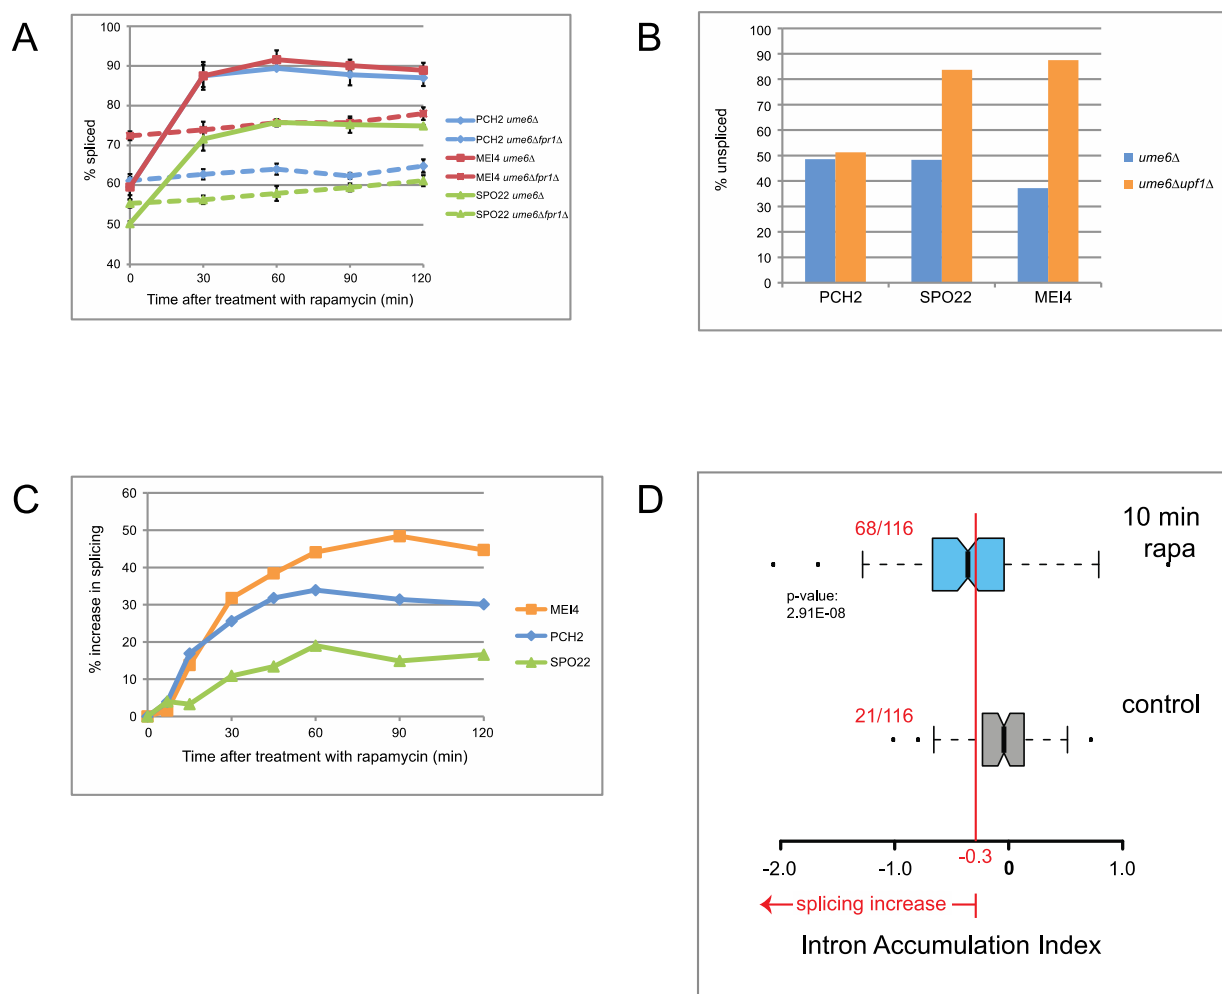 A
% spliced
100
90
80
70
60
50
40
0 30 60 90 120
Time after treatment with rapamycin (min)
PCH2 ume6Δ
PCH2 ume6Δfpr1Δ
MEI4 ume6Δ
MEI4 ume6Δfpr1Δ
SPO22 ume6Δ
SPO22 ume6Δfpr1Δ
B
% unspliced
100
90
80
70
60
50
40
30
20
10
0
PCH2 SPO22 MEI4
ume6Δ
ume6Δupf1Δ
C
% increase in splicing
60
50
40
30
20
10
0
0 30 60 90 120
Time after treatment with rapamycin (min)
MEI4
PCH2
SPO22
D
68/116
10 min
rapa
p-value:
2.91E-08
21/116
control
-0.3
-2.0 -1.0 0 1.0
splicing increase
Intron Accumulation Index